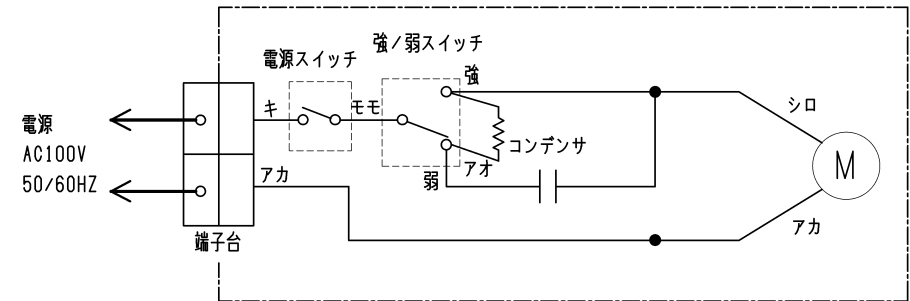 強/弱スイッチ
電源スイッチ
強
キ
モモ
シロ
電源
AC100V
50/60HZ
コンデンサ
M
アカ
アオ
弱
アカ
端子台